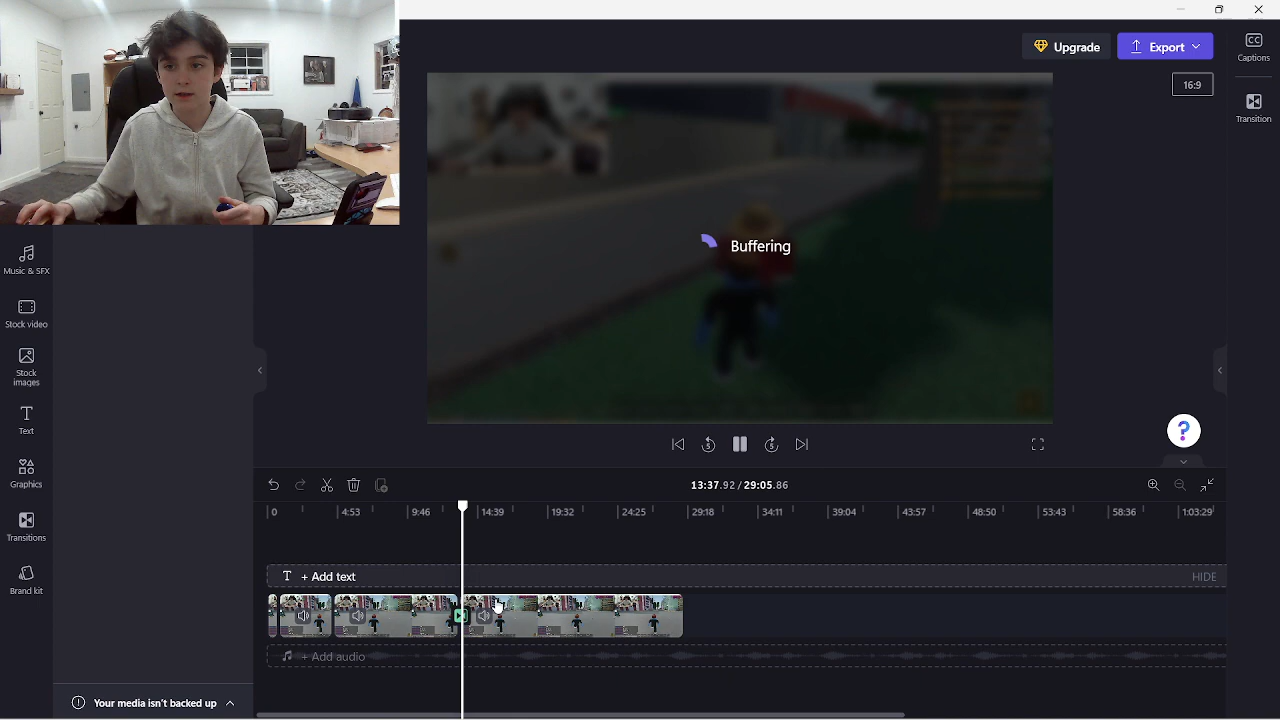 Upgrade
Export
CC
Captions
16:9
Transition
Buffering
Music & SFX
Stock video
Stock
images
Text
Graphics
Transitions
Brand kit
5
5
?
13:37.92 / 29:05.86
0
4:53
9:46
14:39
19:32
24:25
29:18
34:11
39:04
43:57
48:50
53:43
58:36
1:03:29
T + Add text
HIDE
+ Add audio
Your media isn't backed up